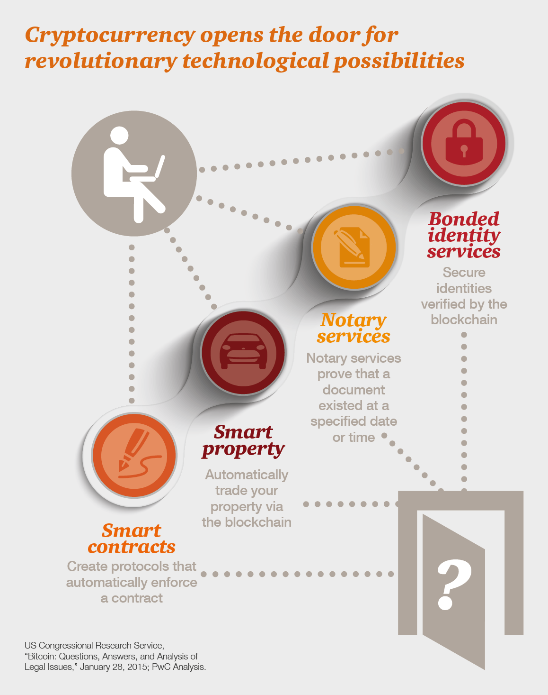 Cryptocurrency opens the door for
revolutionary technological possibilities
Bonded
identity
services
Secure
identities
verified by the
blockchain
Notary
services
Notary services
prove that a
document
existed at a
specified date
or time
Smart
property
Automatically
trade your
property via
the blockchain
Smart
contracts
Create protocols that
automatically enforce
a contract
?
US Congressional Research Service,
“Bitcoin: Questions, Answers, and Analysis of
Legal Issues,” January 28, 2015; PwC Analysis.